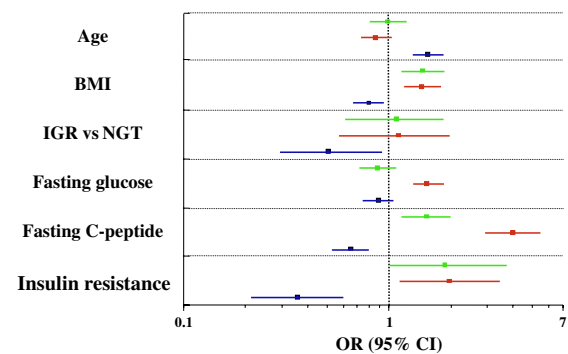 Age
BMI
IGR vs NGT
Fasting glucose
Fasting C-peptide
Insulin resistance
0.1 1 7
OR (95% CI)